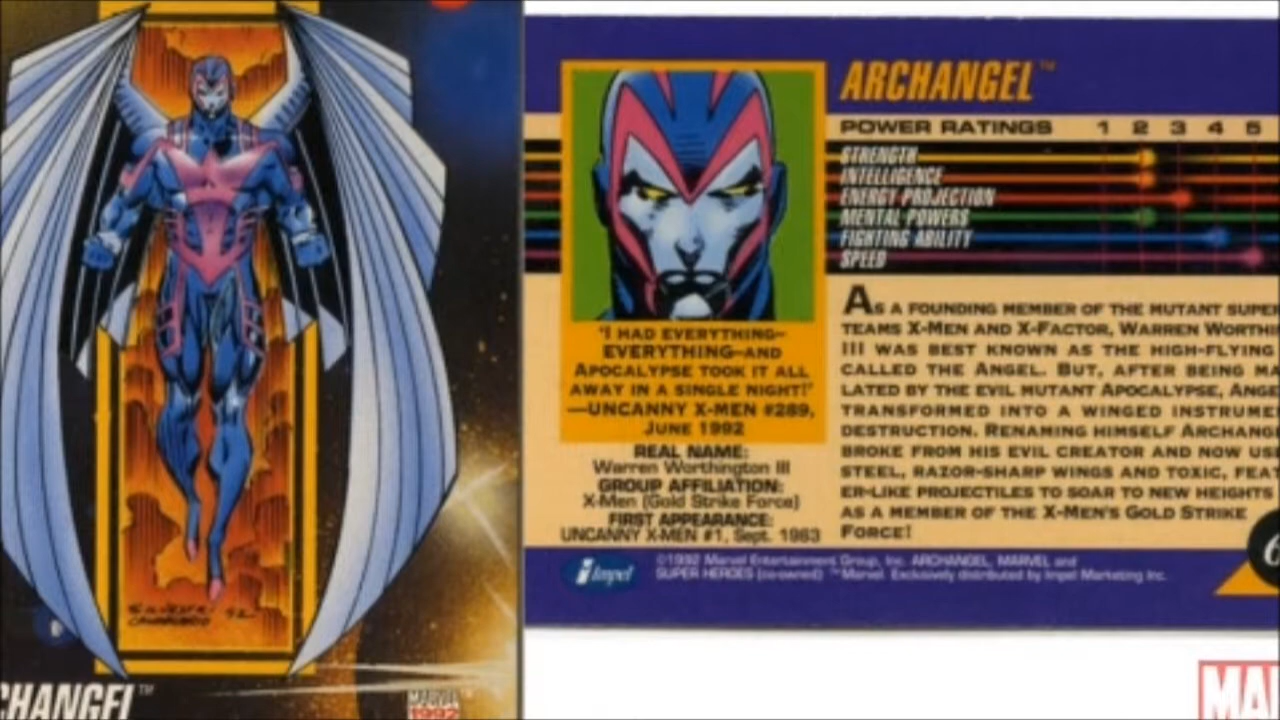 CHANGEL™
MARVEL
1992
ARCHANGEL™
POWER RATINGS 1 2 3 4 5
STRENGTH
INTELLIGENCE
ENERGY PROJECTION
MENTAL POWERS
FIGHTING ABILITY
SPEED
"I HAD EVERYTHING—
EVERYTHING—AND
APOCALYPSE TOOK IT ALL
AWAY IN A SINGLE NIGHT!"
—UNCANNY X-MEN #289,
JUNE 1992
REAL NAME:
Warren Worthington III
GROUP AFFILIATION:
X-Men (Gold Strike Force)
FIRST APPEARANCE:
UNCANNY X-MEN #1, Sept. 1963
AS A FOUNDING MEMBER OF THE MUTANT SUPER
TEAMS X-MEN AND X-FACTOR, WARREN WORTHI
III WAS BEST KNOWN AS THE HIGH-FLYING
CALLED THE ANGEL. BUT, AFTER BEING MA
LATED BY THE EVIL MUTANT APOCALYPSE, ANGE
TRANSFORMED INTO A WINGED INSTRUME
DESTRUCTION. RENAMING HIMSELF ARCHANG
BROKE FROM HIS EVIL CREATOR AND NOW US
STEEL, RAZOR-SHARP WINGS AND TOXIC, FEAT
ER-LIKE PROJECTILES TO SOAR TO NEW HEIGHTS
AS A MEMBER OF THE X-MEN'S GOLD STRIKE
FORCE!
impel
©1992 Marvel Entertainment Group, Inc. ARCHANGEL, MARVEL and
SUPER HEROES (co-owned) ™Marvel. Exclusively distributed by Impel Marketing Inc.
6
MA